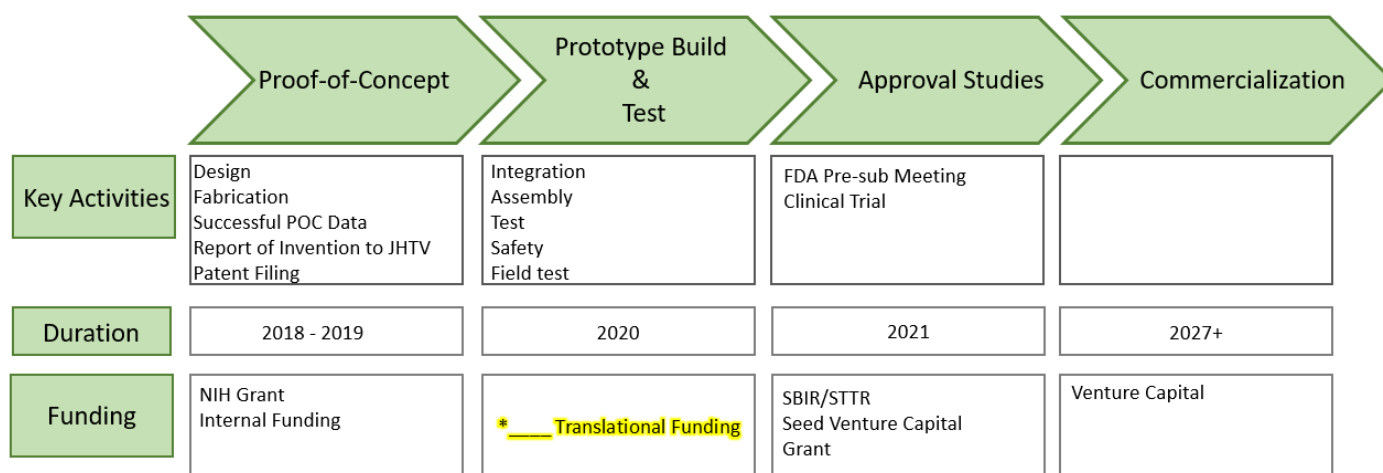 Proof-of-Concept
Prototype Build
&
Test
Approval Studies
Commercialization
Key Activities
Design
Fabrication
Successful POC Data
Report of Invention to JHTV
Patent Filing
Integration
Assembly
Test
Safety
Field test
FDA Pre-sub Meeting
Clinical Trial
Duration
2018 - 2019
2020
2021
2027+
Funding
NIH Grant
Internal Funding
*____ Translational Funding
SBIR/STTR
Seed Venture Capital
Grant
Venture Capital